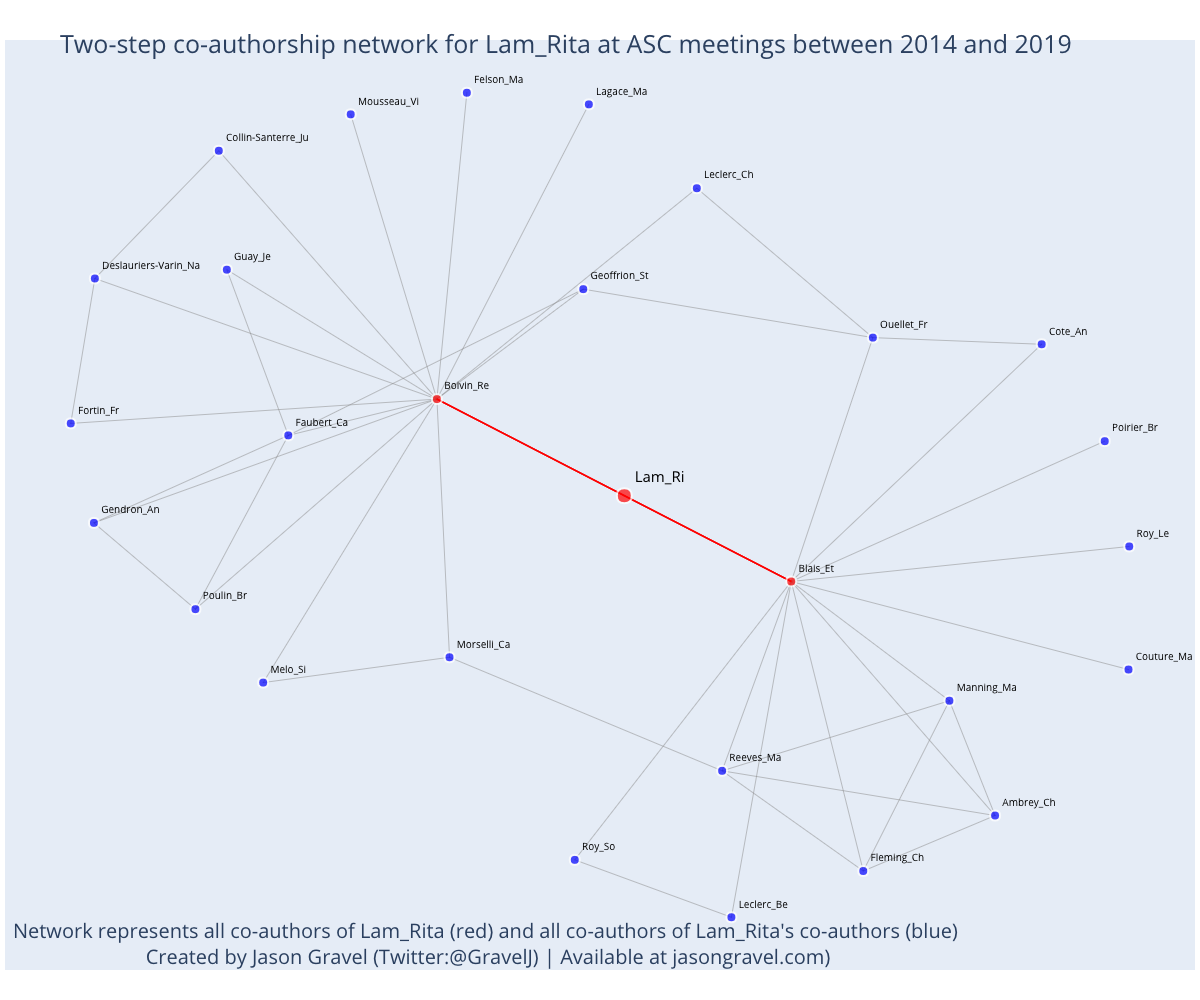 Two-step co-authorship network for Lam_Rita at ASC meetings between 2014 and 2019
Felson_Ma
Lagace_Ma
Mousseau_Vi
Collin-Santerre_Ju
Leclerc_Ch
Guay_Je
Deslauriers-Varin_Na
Geoffrion_St
Ouellet_Fr
Cote_An
Boivin_Re
Fortin_Fr
Faubert_Ca
Poirier_Br
Lam_Ri
Gendron_An
Roy_Le
Blais_Et
Poulin_Br
Morselli_Ca
Couture_Ma
Melo_Si
Manning_Ma
Reeves_Ma
Ambrey_Ch
Roy_So
Fleming_Ch
Leclerc_Be
Network represents all co-authors of Lam_Rita (red) and all co-authors of Lam_Rita's co-authors (blue)
Created by Jason Gravel (Twitter:@GravelJ) | Available at jasongravel.com)